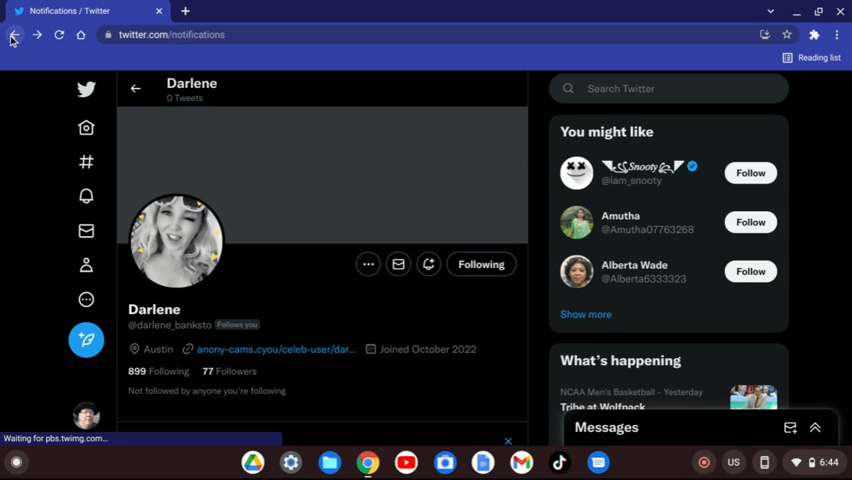 Notifications / Twitter
twitter.com/notifications
Reading list
Darlene
0 Tweets
Search Twitter
You might like
Snooty
@iam_snooty
Follow
Amutha
@Amutha07763268
Follow
Alberta Wade
@Alberta6333323
Follow
Show more
Following
Darlene
@darlene_banksto Follows you
Austin anony-cams.cyou/celeb-user/dar... Joined October 2022
899 Following 77 Followers
Not followed by anyone you're following
What's happening
NCAA Men's Basketball · Yesterday
Tribe at Wolfpack
Messages
Waiting for pbs.twimg.com...
US
6:44